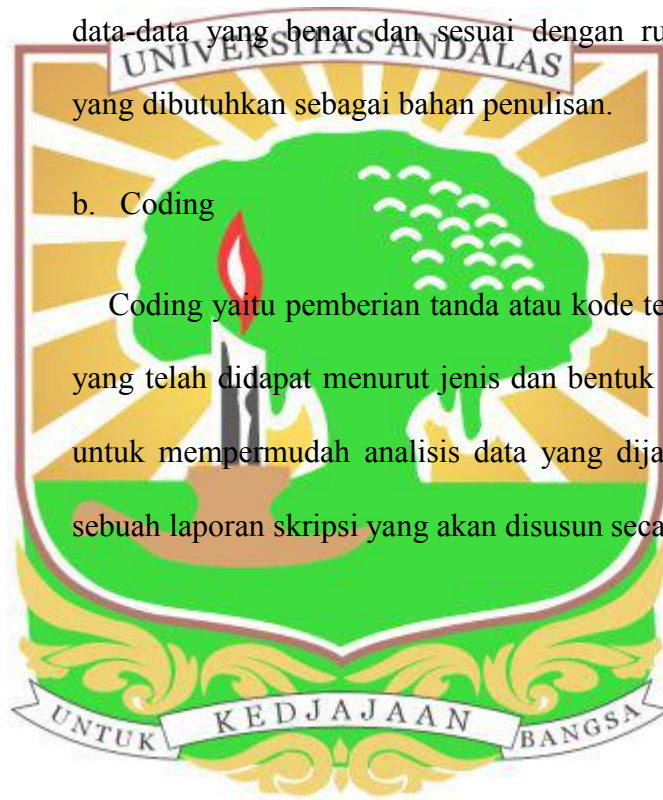 data-data yang benar dan sesuai dengan ru
UNIVERSITAS ANDALAS
yang dibutuhkan sebagai bahan penulisan.
b. Coding
Coding yaitu pemberian tanda atau kode te
yang telah didapat menurut jenis dan bentuk
untuk mempermudah analisis data yang dija
sebuah laporan skripsi yang akan disusun seca
UNTUK KEDJAJAAN BANGSA